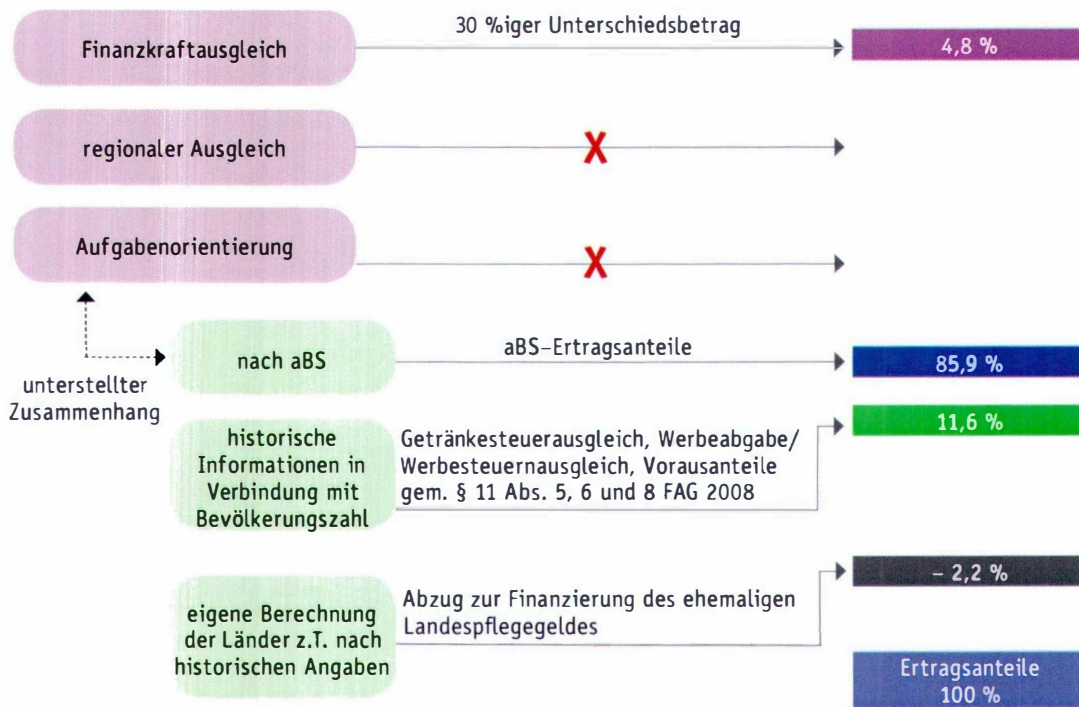 Finanzkraftausgleich
30 %iger Unterschiedsbetrag
4,8 %
regionaler Ausgleich
X
Aufgabenorientierung
X
unterstellter
Zusammenhang
nach aBS
aBS-Ertragsanteile
85,9 %
historische
Informationen in
Verbindung mit
Bevölkerungszahl
Getränkesteuerausgleich, Werbeabgabe/
Werbesteuernausgleich, Vorausanteile
gem. § 11 Abs. 5, 6 und 8 FAG 2008
11,6 %
eigene Berechnung
der Länder z.T. nach
historischen Angaben
Abzug zur Finanzierung des ehemaligen
Landespflegegeldes
– 2,2 %
Ertragsanteile
100 %